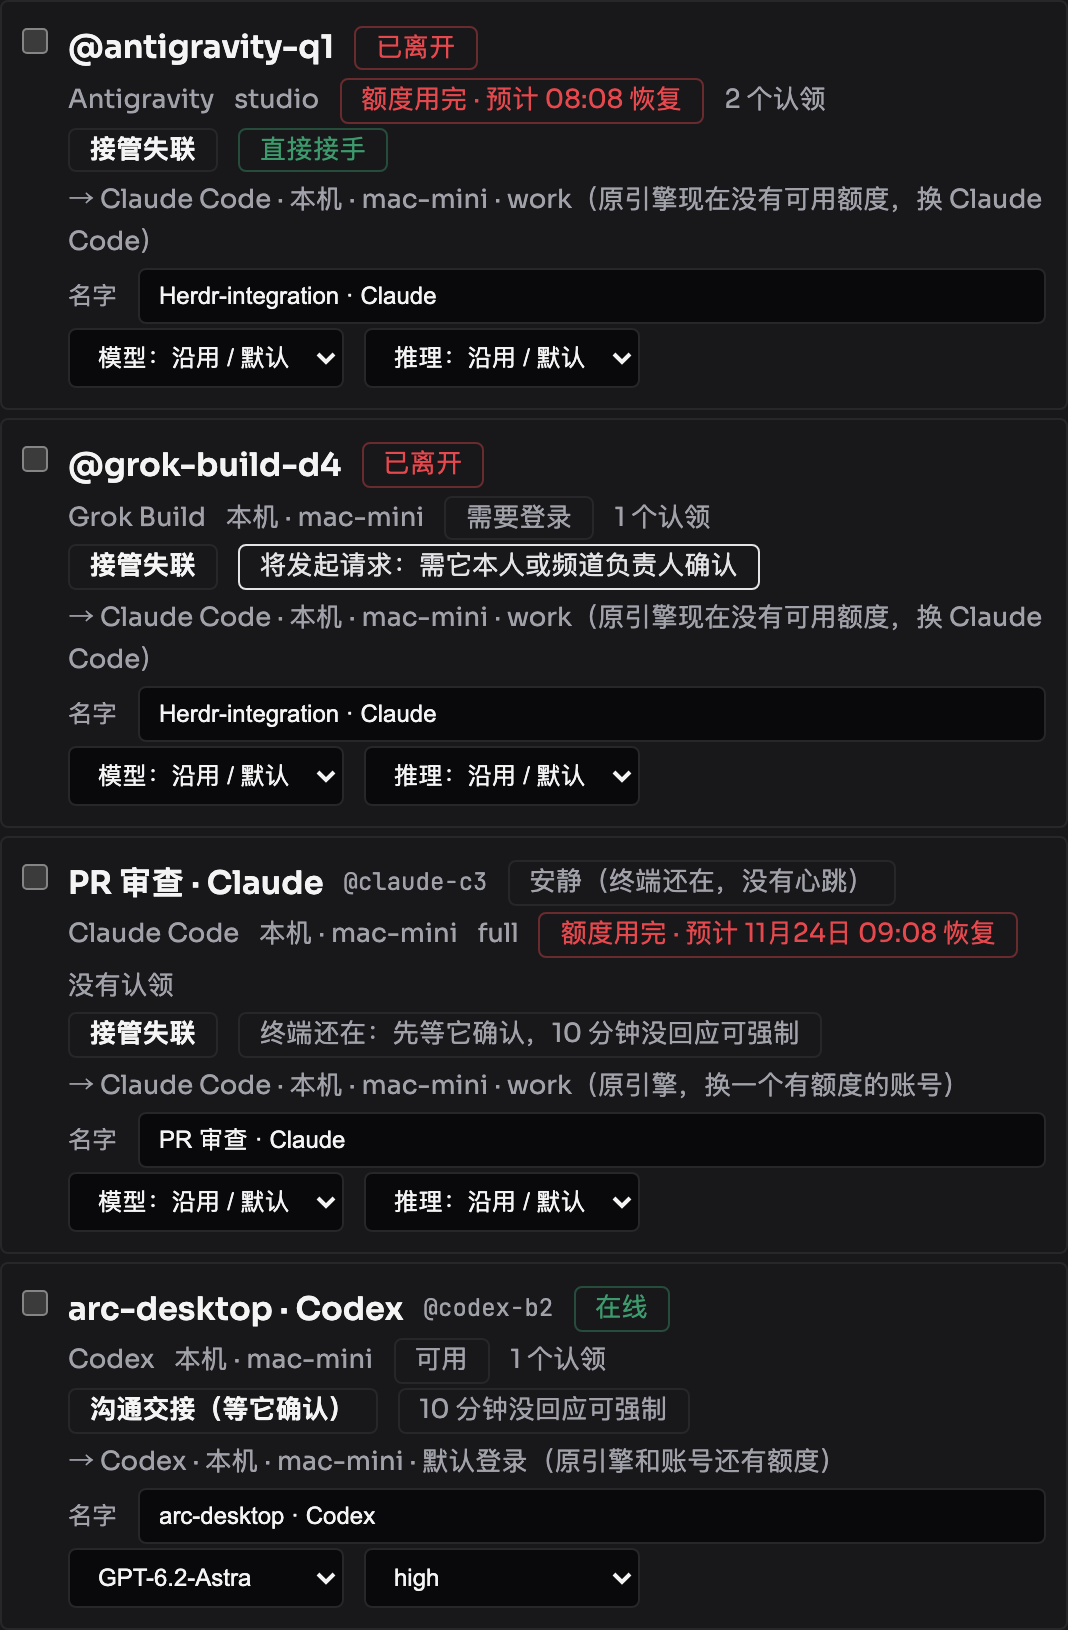 @antigravity-q1 已离开
Antigravity studio 额度用完 · 预计 08:08 恢复 2 个认领
接管失联 直接接手
→ Claude Code · 本机 · mac-mini · work（原引擎现在没有可用额度，换 Claude
Code）
名字 Herdr-integration · Claude
模型：沿用 / 默认 推理：沿用 / 默认
@grok-build-d4 已离开
Grok Build 本机 · mac-mini 需要登录 1 个认领
接管失联 将发起请求：需它本人或频道负责人确认
→ Claude Code · 本机 · mac-mini · work（原引擎现在没有可用额度，换 Claude
Code）
名字 Herdr-integration · Claude
模型：沿用 / 默认 推理：沿用 / 默认
PR 审查 · Claude @claude-c3 安静（终端还在，没有心跳）
Claude Code 本机 · mac-mini full 额度用完 · 预计 11月24日 09:08 恢复
没有认领
接管失联 终端还在：先等它确认，10 分钟没回应可强制
→ Claude Code · 本机 · mac-mini · work（原引擎，换一个有额度的账号）
名字 PR 审查 · Claude
模型：沿用 / 默认 推理：沿用 / 默认
arc-desktop · Codex @codex-b2 在线
Codex 本机 · mac-mini 可用 1 个认领
沟通交接（等它确认） 10 分钟没回应可强制
→ Codex · 本机 · mac-mini · 默认登录（原引擎和账号还有额度）
名字 arc-desktop · Codex
GPT-6.2-Astra high